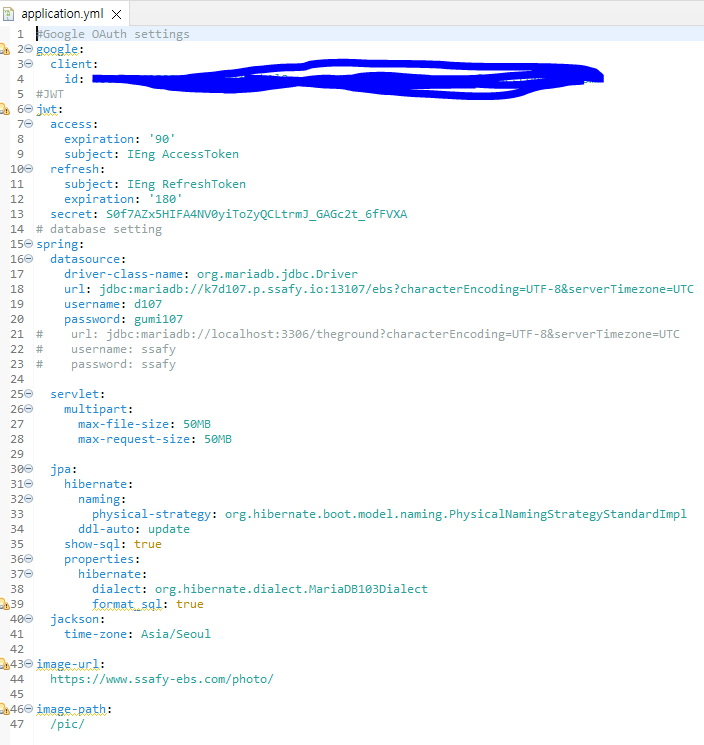 application.yml
1 #Google OAuth settings
2 google:
3   client:
4     id:
5 #JWT
6 jwt:
7   access:
8     expiration: '90'
9     subject: IEng AccessToken
10   refresh:
11     subject: IEng RefreshToken
12     expiration: '180'
13   secret: S0f7AZx5HIFA4NV0yiToZyQCLtrmJ_GAGc2t_6fFVXA
14 # database setting
15 spring:
16   datasource:
17     driver-class-name: org.mariadb.jdbc.Driver
18     url: jdbc:mariadb://k7d107.p.ssafy.io:13107/ebs?characterEncoding=UTF-8&serverTimezone=UTC
19     username: d107
20     password: gumi107
21 #    url: jdbc:mariadb://localhost:3306/theground?characterEncoding=UTF-8&serverTimezone=UTC
22 #    username: ssafy
23 #    password: ssafy
24
25   servlet:
26     multipart:
27       max-file-size: 50MB
28       max-request-size: 50MB
29
30   jpa:
31     hibernate:
32       naming:
33         physical-strategy: org.hibernate.boot.model.naming.PhysicalNamingStrategyStandardImpl
34       ddl-auto: update
35     show-sql: true
36     properties:
37       hibernate:
38         dialect: org.hibernate.dialect.MariaDB103Dialect
39         format_sql: true
40   jackson:
41     time-zone: Asia/Seoul
42
43 image-url:
44   https://www.ssafy-ebs.com/photo/
45
46 image-path:
47   /pic/